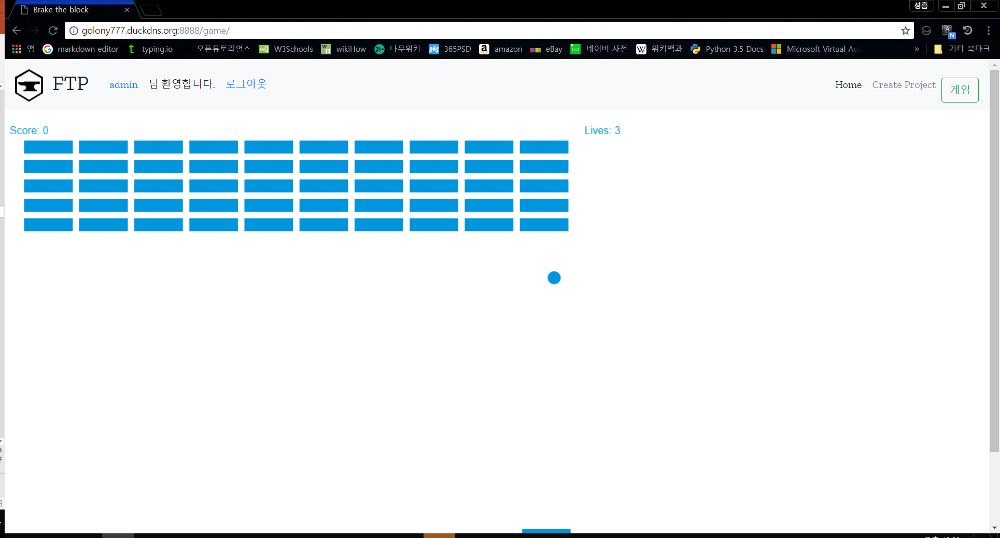 Brake the block
성흠
golony777.duckdns.org:8888/game/
앱 markdown editor typing.io 오픈튜토리얼스 W3Schools wikiHow 나무위키 365PSD amazon eBay 네이버 사전 위키백과 Python 3.5 Docs Microsoft Virtual Aca » 기타 북마크
FTP admin 님 환영합니다. 로그아웃 Home Create Project 게임
Score: 0 Lives: 3